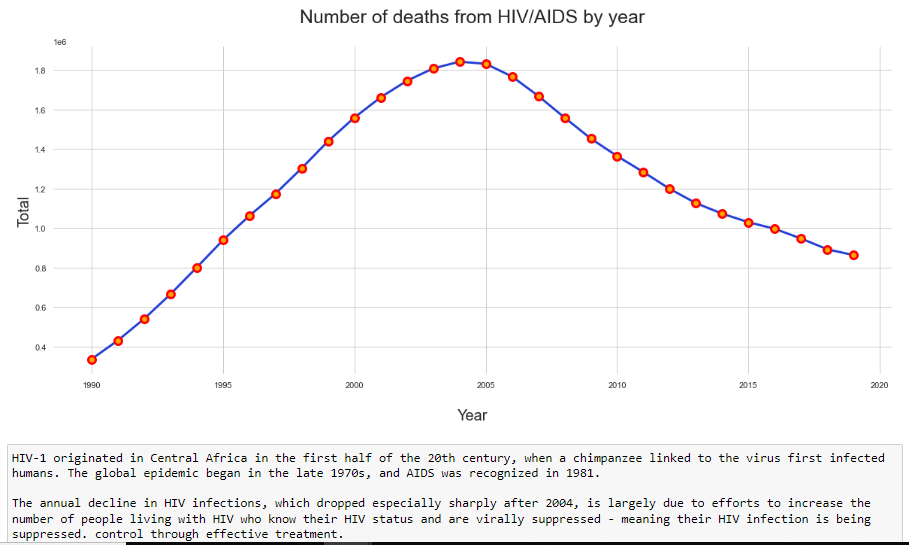 Number of deaths from HIV/AIDS by year
1e6
1.8
1.6
1.4
1.2
1.0
0.8
0.6
0.4
Total
1990 1995 2000 2005 2010 2015 2020
Year
HIV-1 originated in Central Africa in the first half of the 20th century, when a chimpanzee linked to the virus first infected
humans. The global epidemic began in the late 1970s, and AIDS was recognized in 1981.
The annual decline in HIV infections, which dropped especially sharply after 2004, is largely due to efforts to increase the
number of people living with HIV who know their HIV status and are virally suppressed - meaning their HIV infection is being
suppressed. control through effective treatment.